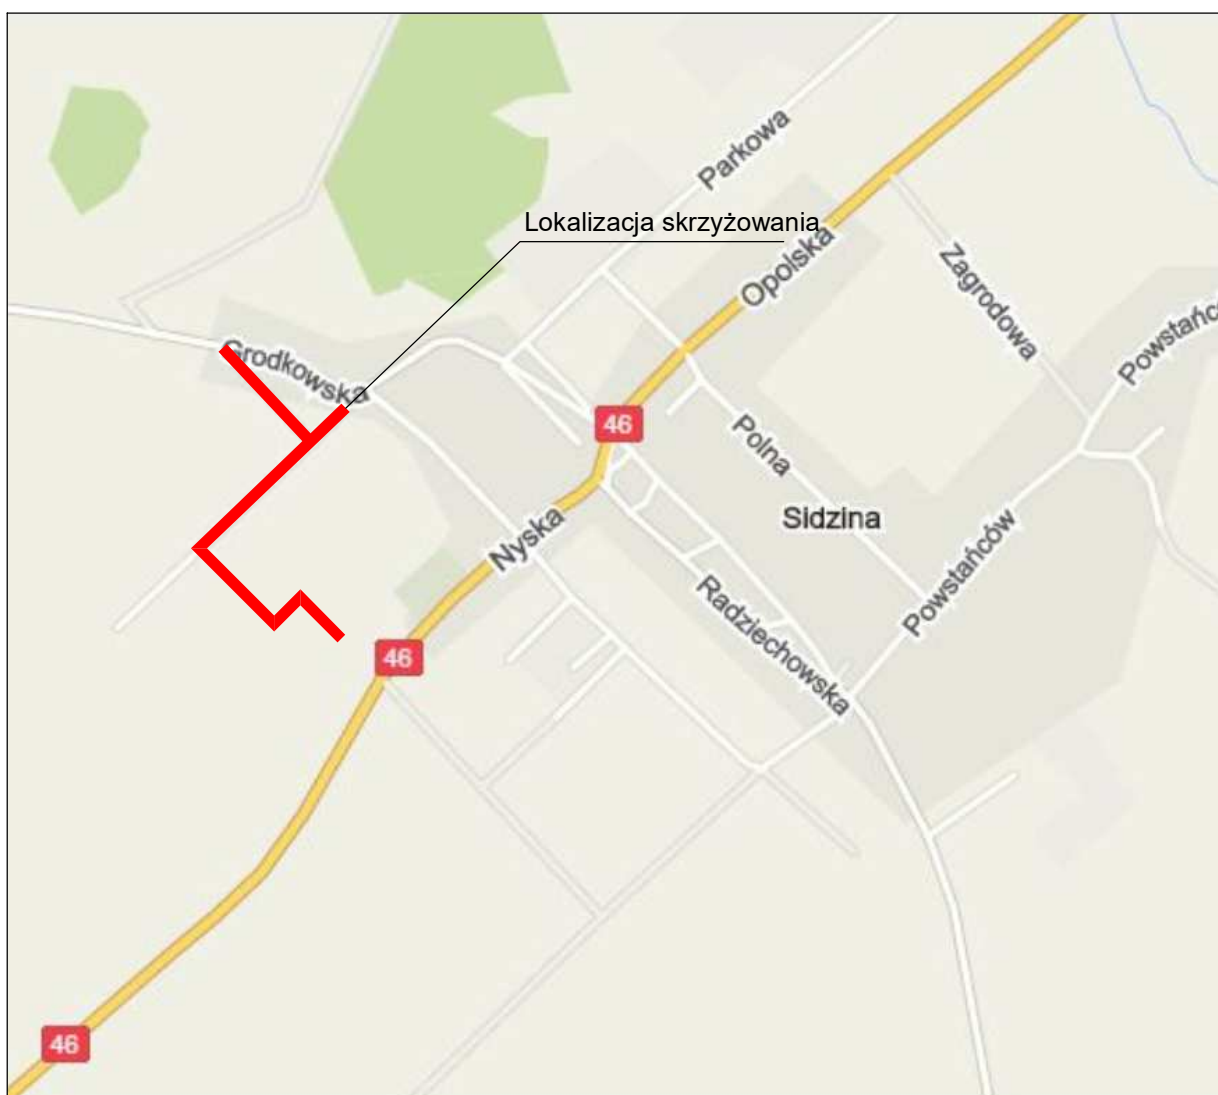 Parkowa
Lokalizacja skrzyżowania
Opolska
Zagrodowa
Powstańc
Grodkowska
46
Polna
Sidzina
Nyska
Powstańców
Radziechowska
46
46